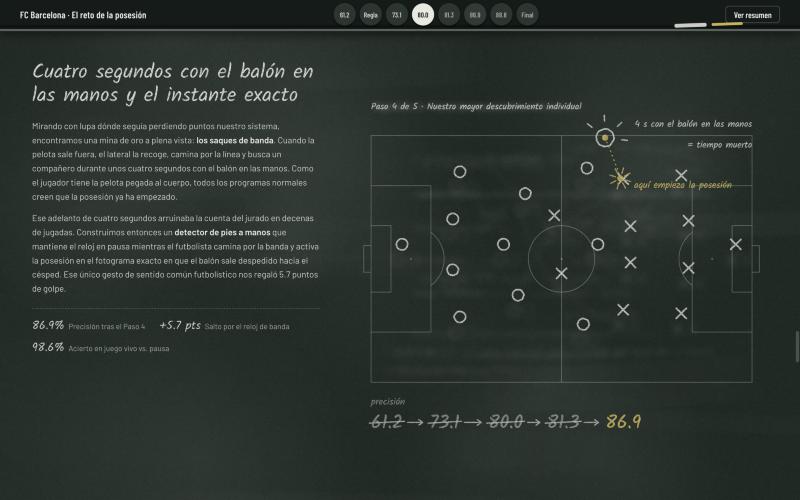 FC Barcelona · El reto de la posesión
61.2
Regla
73.1
80.0
81.3
86.9
88.8
Final
Ver resumen
Cuatro segundos con el balón en
las manos y el instante exacto
Mirando con lupa dónde seguía perdiendo puntos nuestro sistema,
encontramos una mina de oro a plena vista: los saques de banda. Cuando la
pelota sale fuera, el lateral la recoge, camina por la línea y busca un
compañero durante unos cuatro segundos con el balón en las manos. Como
el jugador tiene la pelota pegada al cuerpo, todos los programas normales
creen que la posesión ya ha empezado.
Ese adelanto de cuatro segundos arruinaba la cuenta del jurado en decenas
de jugadas. Construimos entonces un detector de pies a manos que
mantiene el reloj en pausa mientras el futbolista camina por la banda y activa
la posesión en el fotograma exacto en que el balón sale despedido hacia el
césped. Ese único gesto de sentido común futbolístico nos regaló 5.7 puntos
de golpe.
86.9% Precisión tras el Paso 4
+5.7 pts Salto por el reloj de banda
98.6% Acierto en juego vivo vs. pausa
Paso 4 de 5 · Nuestro mayor descubrimiento individual
4 s con el balón en las manos
= tiempo muerto
aquí empieza la posesión
precisión
61.2 → 73.1 → 80.0 → 81.3 → 86.9